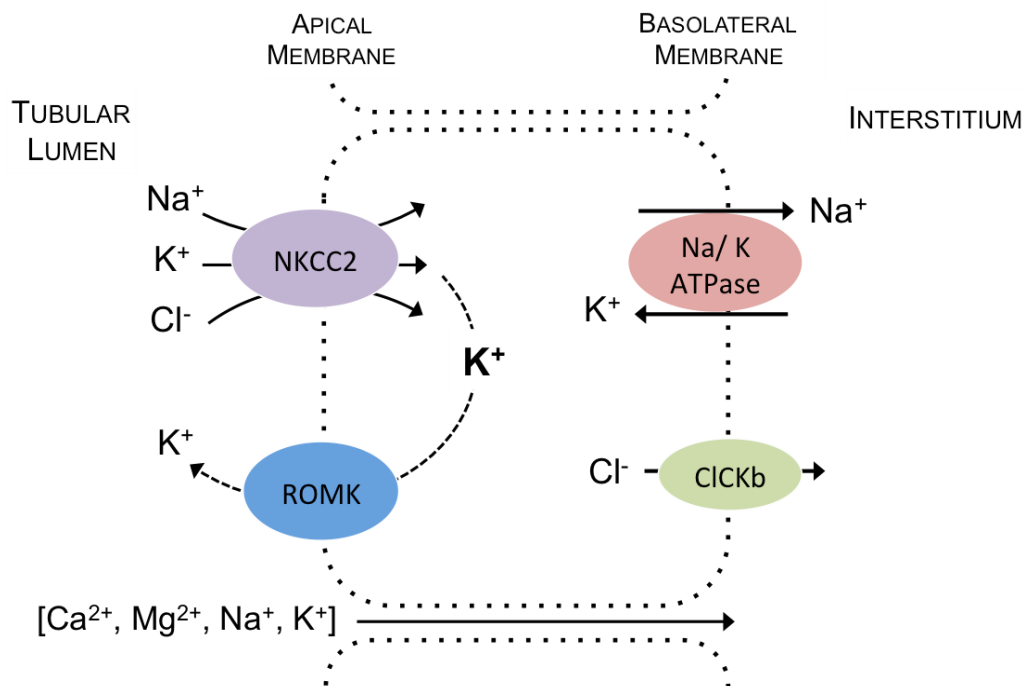 APICAL
MEMBRANE
BASOLATERAL
MEMBRANE
TUBULAR
LUMEN
INTERSTITIUM
Na⁺
K⁺
Cl⁻
NKCC2
Na/ K
ATPase
Na⁺
K⁺
K⁺
K⁺
ROMK
Cl⁻
ClCKb
[Ca²⁺, Mg²⁺, Na⁺, K⁺]